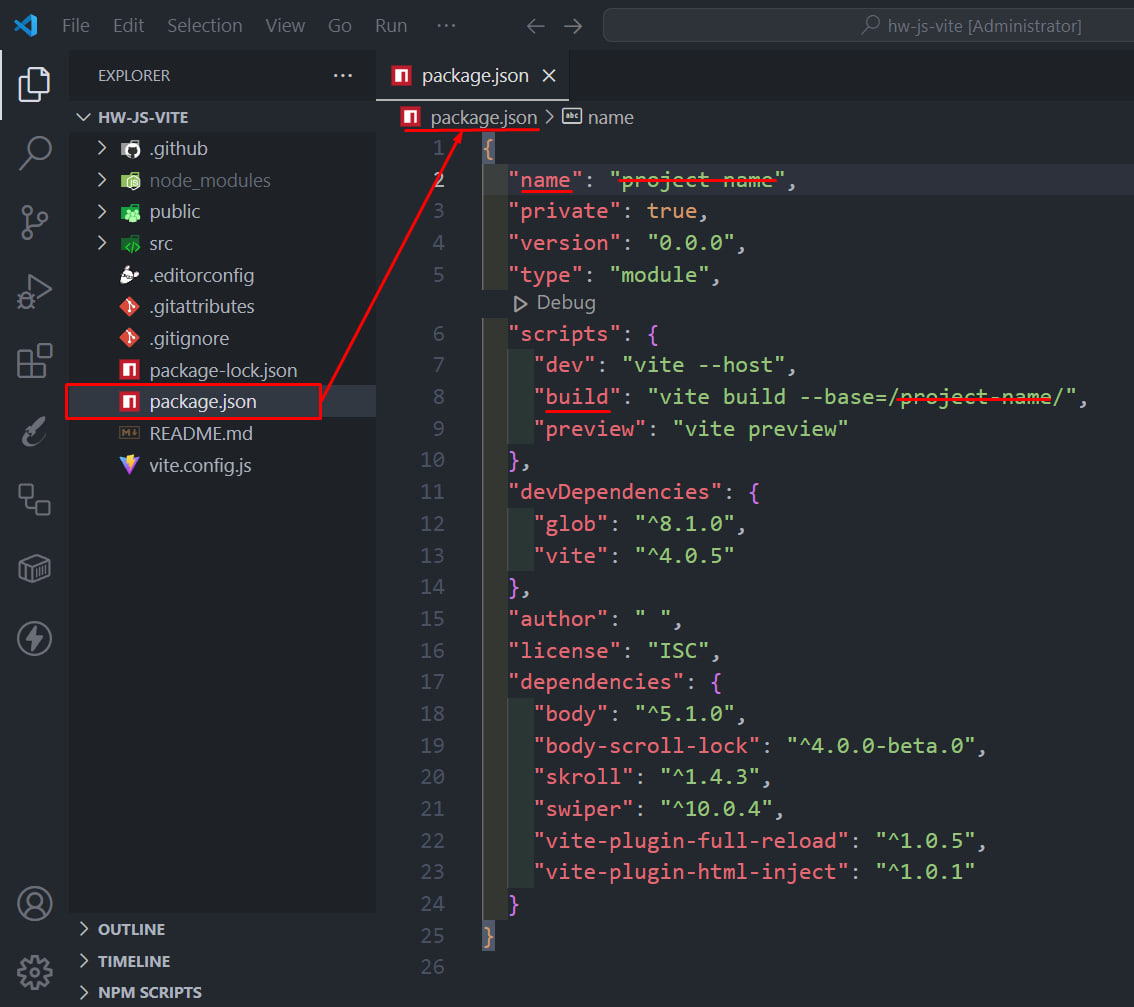 File Edit Selection View Go Run ··· hw-js-vite [Administrator]
EXPLORER ···
HW-JS-VITE
.github
node_modules
public
src
.editorconfig
.gitattributes
.gitignore
package-lock.json
package.json
README.md
vite.config.js
OUTLINE
TIMELINE
NPM SCRIPTS
package.json
package.json > name
1 {
2 "name": "project-name",
3 "private": true,
4 "version": "0.0.0",
5 "type": "module",
Debug
6 "scripts": {
7 "dev": "vite --host",
8 "build": "vite build --base=/project-name/",
9 "preview": "vite preview"
10 },
11 "devDependencies": {
12 "glob": "^8.1.0",
13 "vite": "^4.0.5"
14 },
15 "author": " ",
16 "license": "ISC",
17 "dependencies": {
18 "body": "^5.1.0",
19 "body-scroll-lock": "^4.0.0-beta.0",
20 "skroll": "^1.4.3",
21 "swiper": "^10.0.4",
22 "vite-plugin-full-reload": "^1.0.5",
23 "vite-plugin-html-inject": "^1.0.1"
24 }
25 }
26